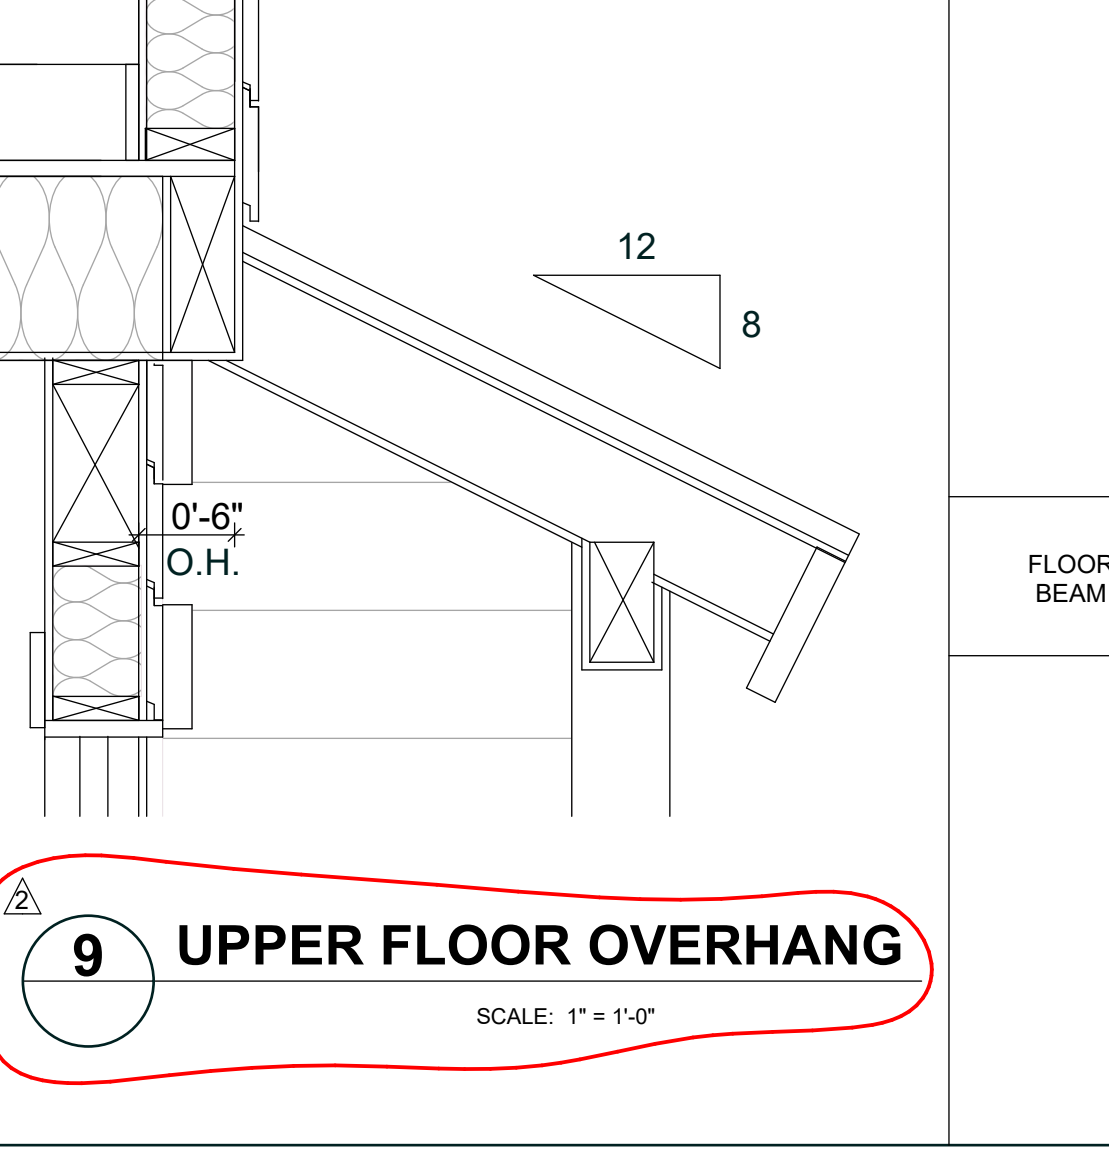 12
8
0'-6"
O.H.
FLOOR
BEAM
2
9
UPPER FLOOR OVERHANG
SCALE: 1" = 1'-0"